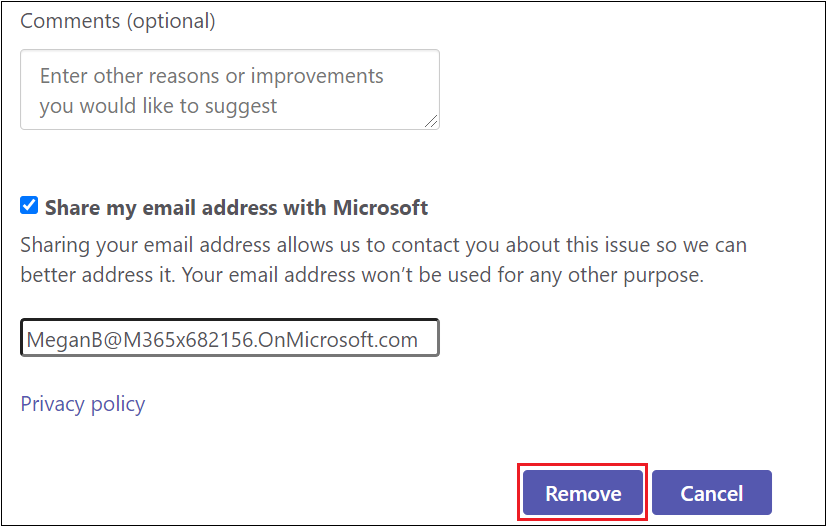 Comments (optional)
Enter other reasons or improvements
you would like to suggest
Share my email address with Microsoft
Sharing your email address allows us to contact you about this issue so we can
better address it. Your email address won’t be used for any other purpose.
MeganB@M365x682156.OnMicrosoft.com
Privacy policy
Remove Cancel